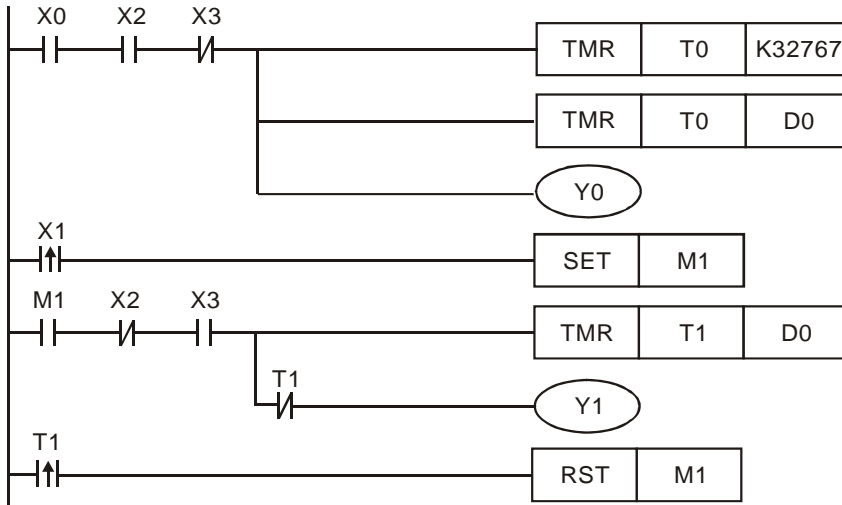 X0 X2 X3
TMR T0 K32767
TMR T0 D0
Y0
X1
SET M1
M1 X2 X3
TMR T1 D0
T1
Y1
T1
RST M1